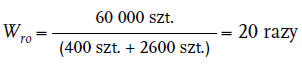 W_ro = 60 000 szt. / (400 szt. + 2600 szt.) = 20 razy